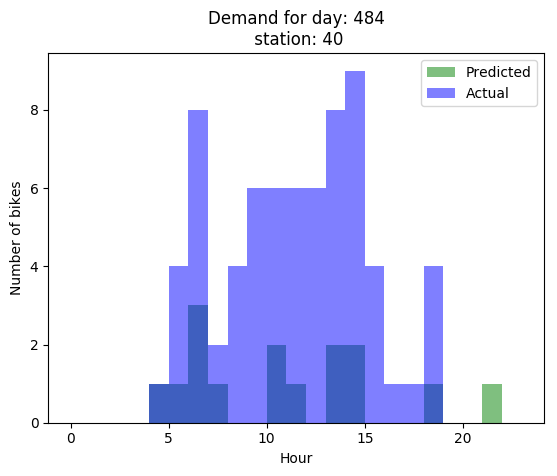 Demand for day: 484
station: 40
Predicted
Actual
Number of bikes
8
6
4
2
0
0
5
10
15
20
Hour